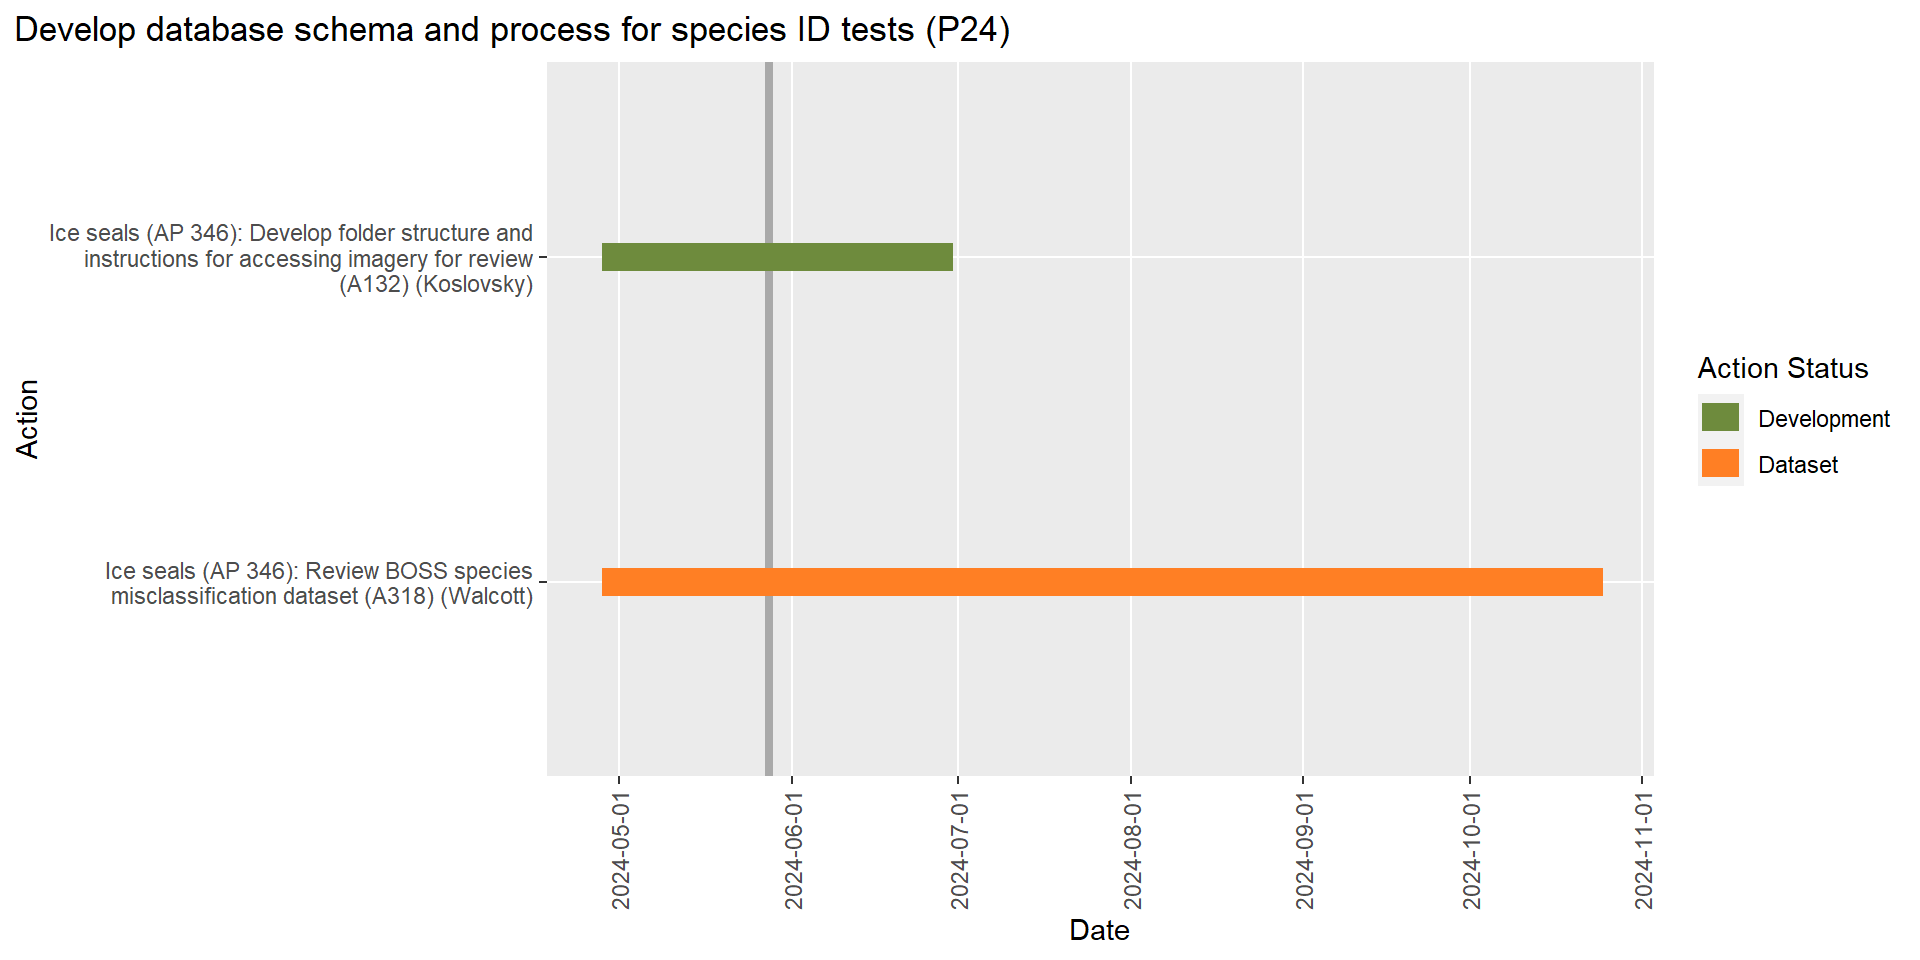 Develop database schema and process for species ID tests (P24)
Ice seals (AP 346): Develop folder structure and
instructions for accessing imagery for review
(A132) (Koslovsky)
Action
Ice seals (AP 346): Review BOSS species
misclassification dataset (A318) (Walcott)
2024-05-01
2024-06-01
2024-07-01
2024-08-01
2024-09-01
2024-10-01
2024-11-01
Date
Action Status
Development
Dataset